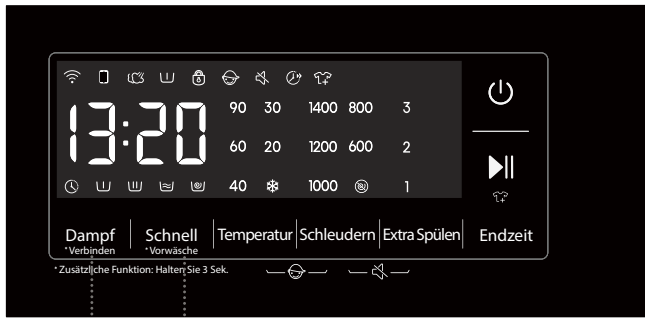 90 30 1400 800 3
13:20
60 20 1200 600 2
40 1000 1
Dampf Schnell Temperatur Schleudern Extra Spülen Endzeit
*Verbinden *Vorwäsche
*Zusätzliche Funktion: Halten Sie 3 Sek.